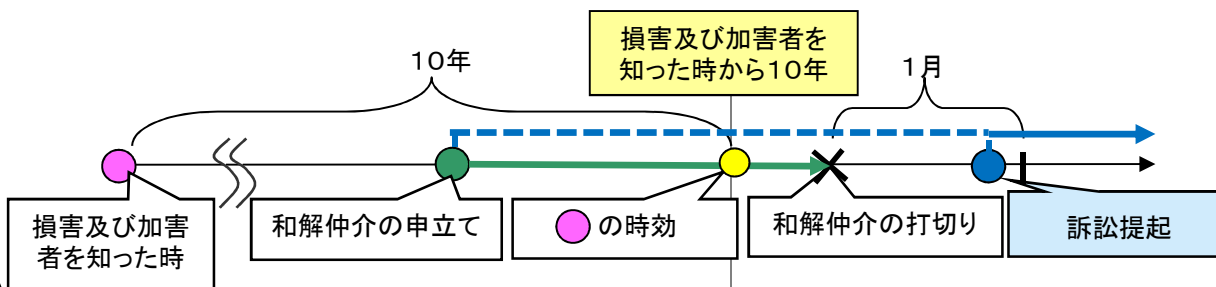 損害及び加害者を
知った時から10年
10年
1月
損害及び加害
者を知った時
和解仲介の申立て
の時効
和解仲介の打切り
訴訟提起